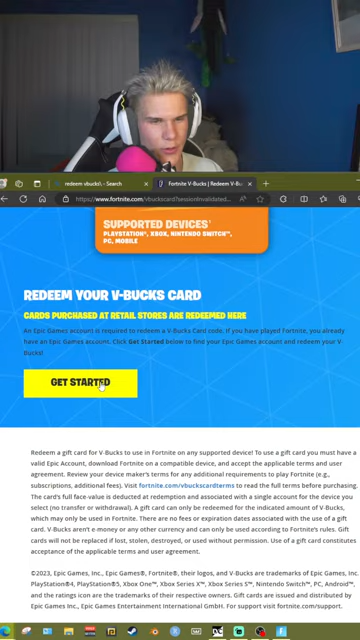 redeem vbucks\ - Search
Fortnite V-Bucks | Redeem V-B
https://www.fortnite.com/vbuckscard?sessionInvalidated...
SUPPORTED DEVICES¹
PLAYSTATION®, XBOX, NINTENDO SWITCH™,
PC, MOBILE
REDEEM YOUR V-BUCKS CARD
CARDS PURCHASED AT RETAIL STORES ARE REDEEMED HERE
An Epic Games account is required to redeem a V-Bucks Card code. If you have played Fortnite, you already
have an Epic Games account. Click Get Started below to find your Epic Games account and redeem your V-
Bucks!
GET STARTED
Redeem a gift card for V-Bucks to use in Fortnite on any supported device! To use a gift card you must have a
valid Epic Account, download Fortnite on a compatible device, and accept the applicable terms and user
agreement. Review your device maker's terms for any additional requirements to play Fortnite (e.g.,
subscriptions, additional fees). Visit fortnite.com/vbuckscardterms to read the full terms before purchasing.
The card's full face-value is deducted at redemption and associated with a single account for the device you
select (no transfer or withdrawal). A gift card can only be redeemed for the indicated amount of V-Bucks,
which may only be used in Fortnite. There are no fees or expiration dates associated with the use of a gift
card. V-Bucks aren't e-money or any other currency and can only be used according to Fortnite's rules. Gift
cards will not be replaced if lost, stolen, destroyed, or used without permission. Use of a gift card constitutes
acceptance of the applicable terms and user agreement.
©2023, Epic Games, Inc., Epic Games®, Fortnite®, their logos, and V-Bucks are trademarks of Epic Games, Inc.
PlayStation®4, PlayStation®5, Xbox One™, Xbox Series X™, Xbox Series S™, Nintendo Switch™, PC, Android™,
and the ratings icon are the trademarks of their respective owners. Gift cards are issued and distributed by
Epic Games, Inc., Epic Games Entertainment International GmbH. For support visit fortnite.com/support.